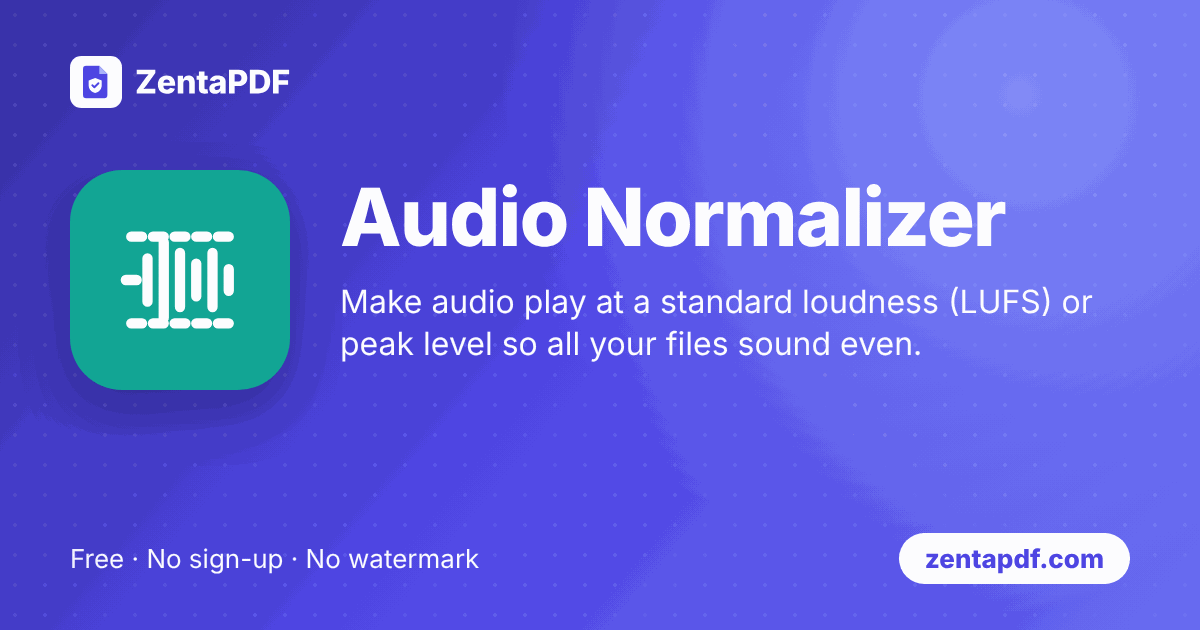 ZentaPDF
Audio Normalizer
Make audio play at a standard loudness (LUFS) or
peak level so all your files sound even.
Free · No sign-up · No watermark
zentapdf.com